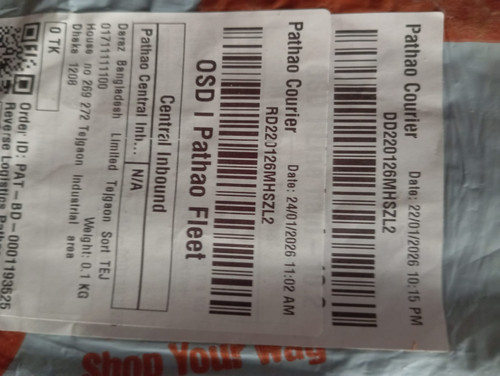 Pathao Courier Date: 22/01/2026 10:15 PM
DD220126MHSZL2
Pathao Courier Date: 24/01/2026 11:02 AM
RD220126MHSZL2
OSD | Pathao Fleet
Central Inbound
Pathao Central Inb... N/A
Daraz Bangladesh Limited Tejgaon Sort TEJ
01711111100 Weight: 0.1 KG
House no 269 272 Tejgaon Industrial area
Dhaka 1208
0 TK
Order ID: PAT-BD-0001193525
Reverse Logistics
Shop Your Way